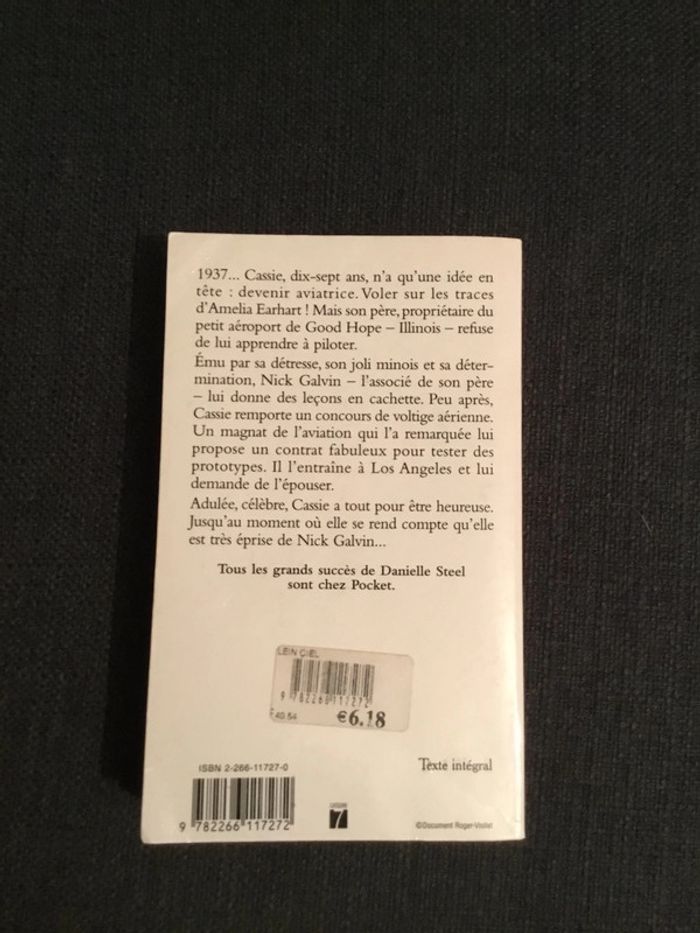 1937... Cassie, dix-sept ans, n'a qu'une idée en
tête : devenir aviatrice. Voler sur les traces
d'Amelia Earhart ! Mais son père, propriétaire du
petit aéroport de Good Hope – Illinois – refuse
de lui apprendre à piloter.
Ému par sa détresse, son joli minois et sa déter-
mination, Nick Galvin – l'associé de son père
– lui donne des leçons en cachette. Peu après,
Cassie remporte un concours de voltige aérienne.
Un magnat de l'aviation qui l'a remarquée lui
propose un contrat fabuleux pour tester des
prototypes. Il l'entraîne à Los Angeles et lui
demande de l'épouser.
Adulée, célèbre, Cassie a tout pour être heureuse.
Jusqu'au moment où elle se rend compte qu'elle
est très éprise de Nick Galvin...
Tous les grands succès de Danielle Steel
sont chez Pocket.
LEIN CIEL
9 782266 117272
F40.54 €6.18
ISBN 2-266-11727-0
Texte intégral
9 782266 117272
7
©Document Roger-Viollet